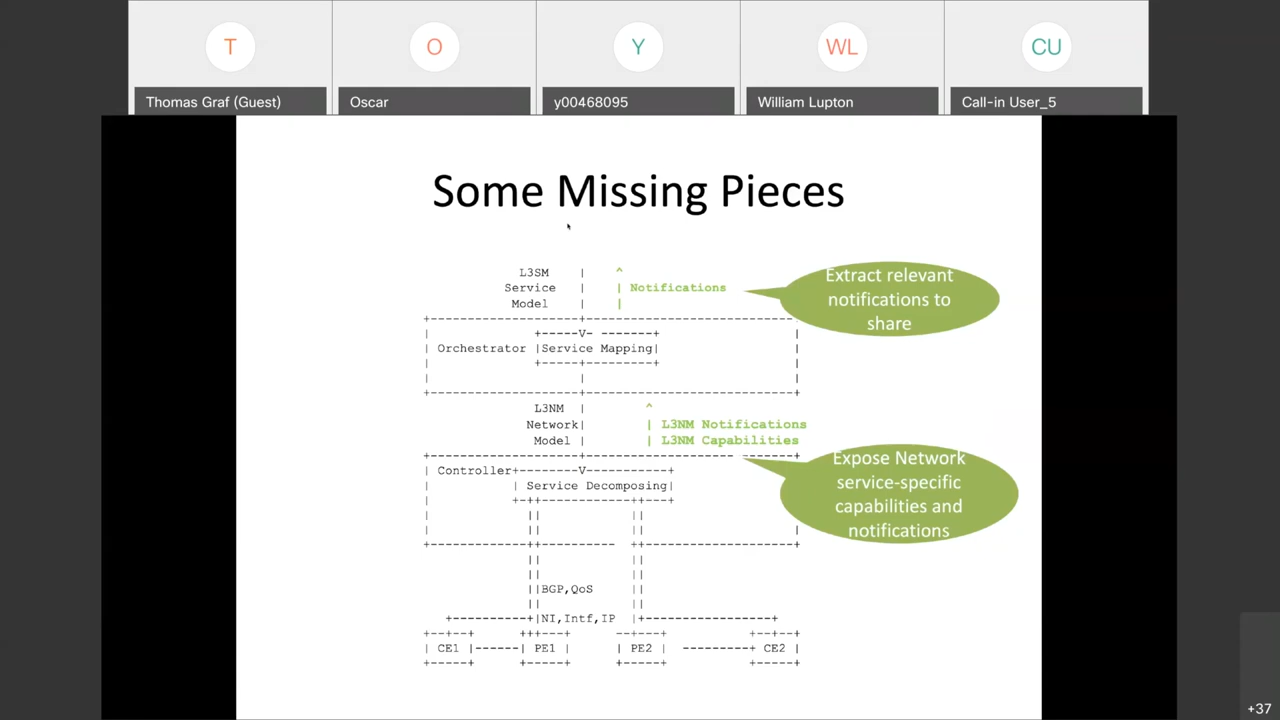 T
O
Y
WL
CU
Thomas Graf (Guest)
Oscar
y00468095
William Lupton
Call-in User_5
Some Missing Pieces
L3SM | ^
Service | | Notifications
Model | |
Extract relevant
notifications to
share
+--------------------+---------------------------+
| +-----V- -------+ |
| Orchestrator |Service Mapping| |
| +-----+---------+ |
| | |
+--------------------+---------------------------+
L3NM | ^
Network| | L3NM Notifications
Model | | L3NM Capabilities
Expose Network
service-specific
capabilities and
notifications
+--------------------+------------------- -------+
| Controller+--------V-----------+
| | Service Decomposing|
| +-++------------++---+
| || ||
| || || |
+-------------++---------- ++--------------------+
|| ||
|| ||
||BGP,QoS ||
|| ||
+----------+|NI,Intf,IP |+-----------------+
+--+--+ +++---+ --+---+ +--+--+
| CE1 |------| PE1 | | PE2 | ---------+ CE2 |
+-----+ +-----+ +-----+ +-----+
+37